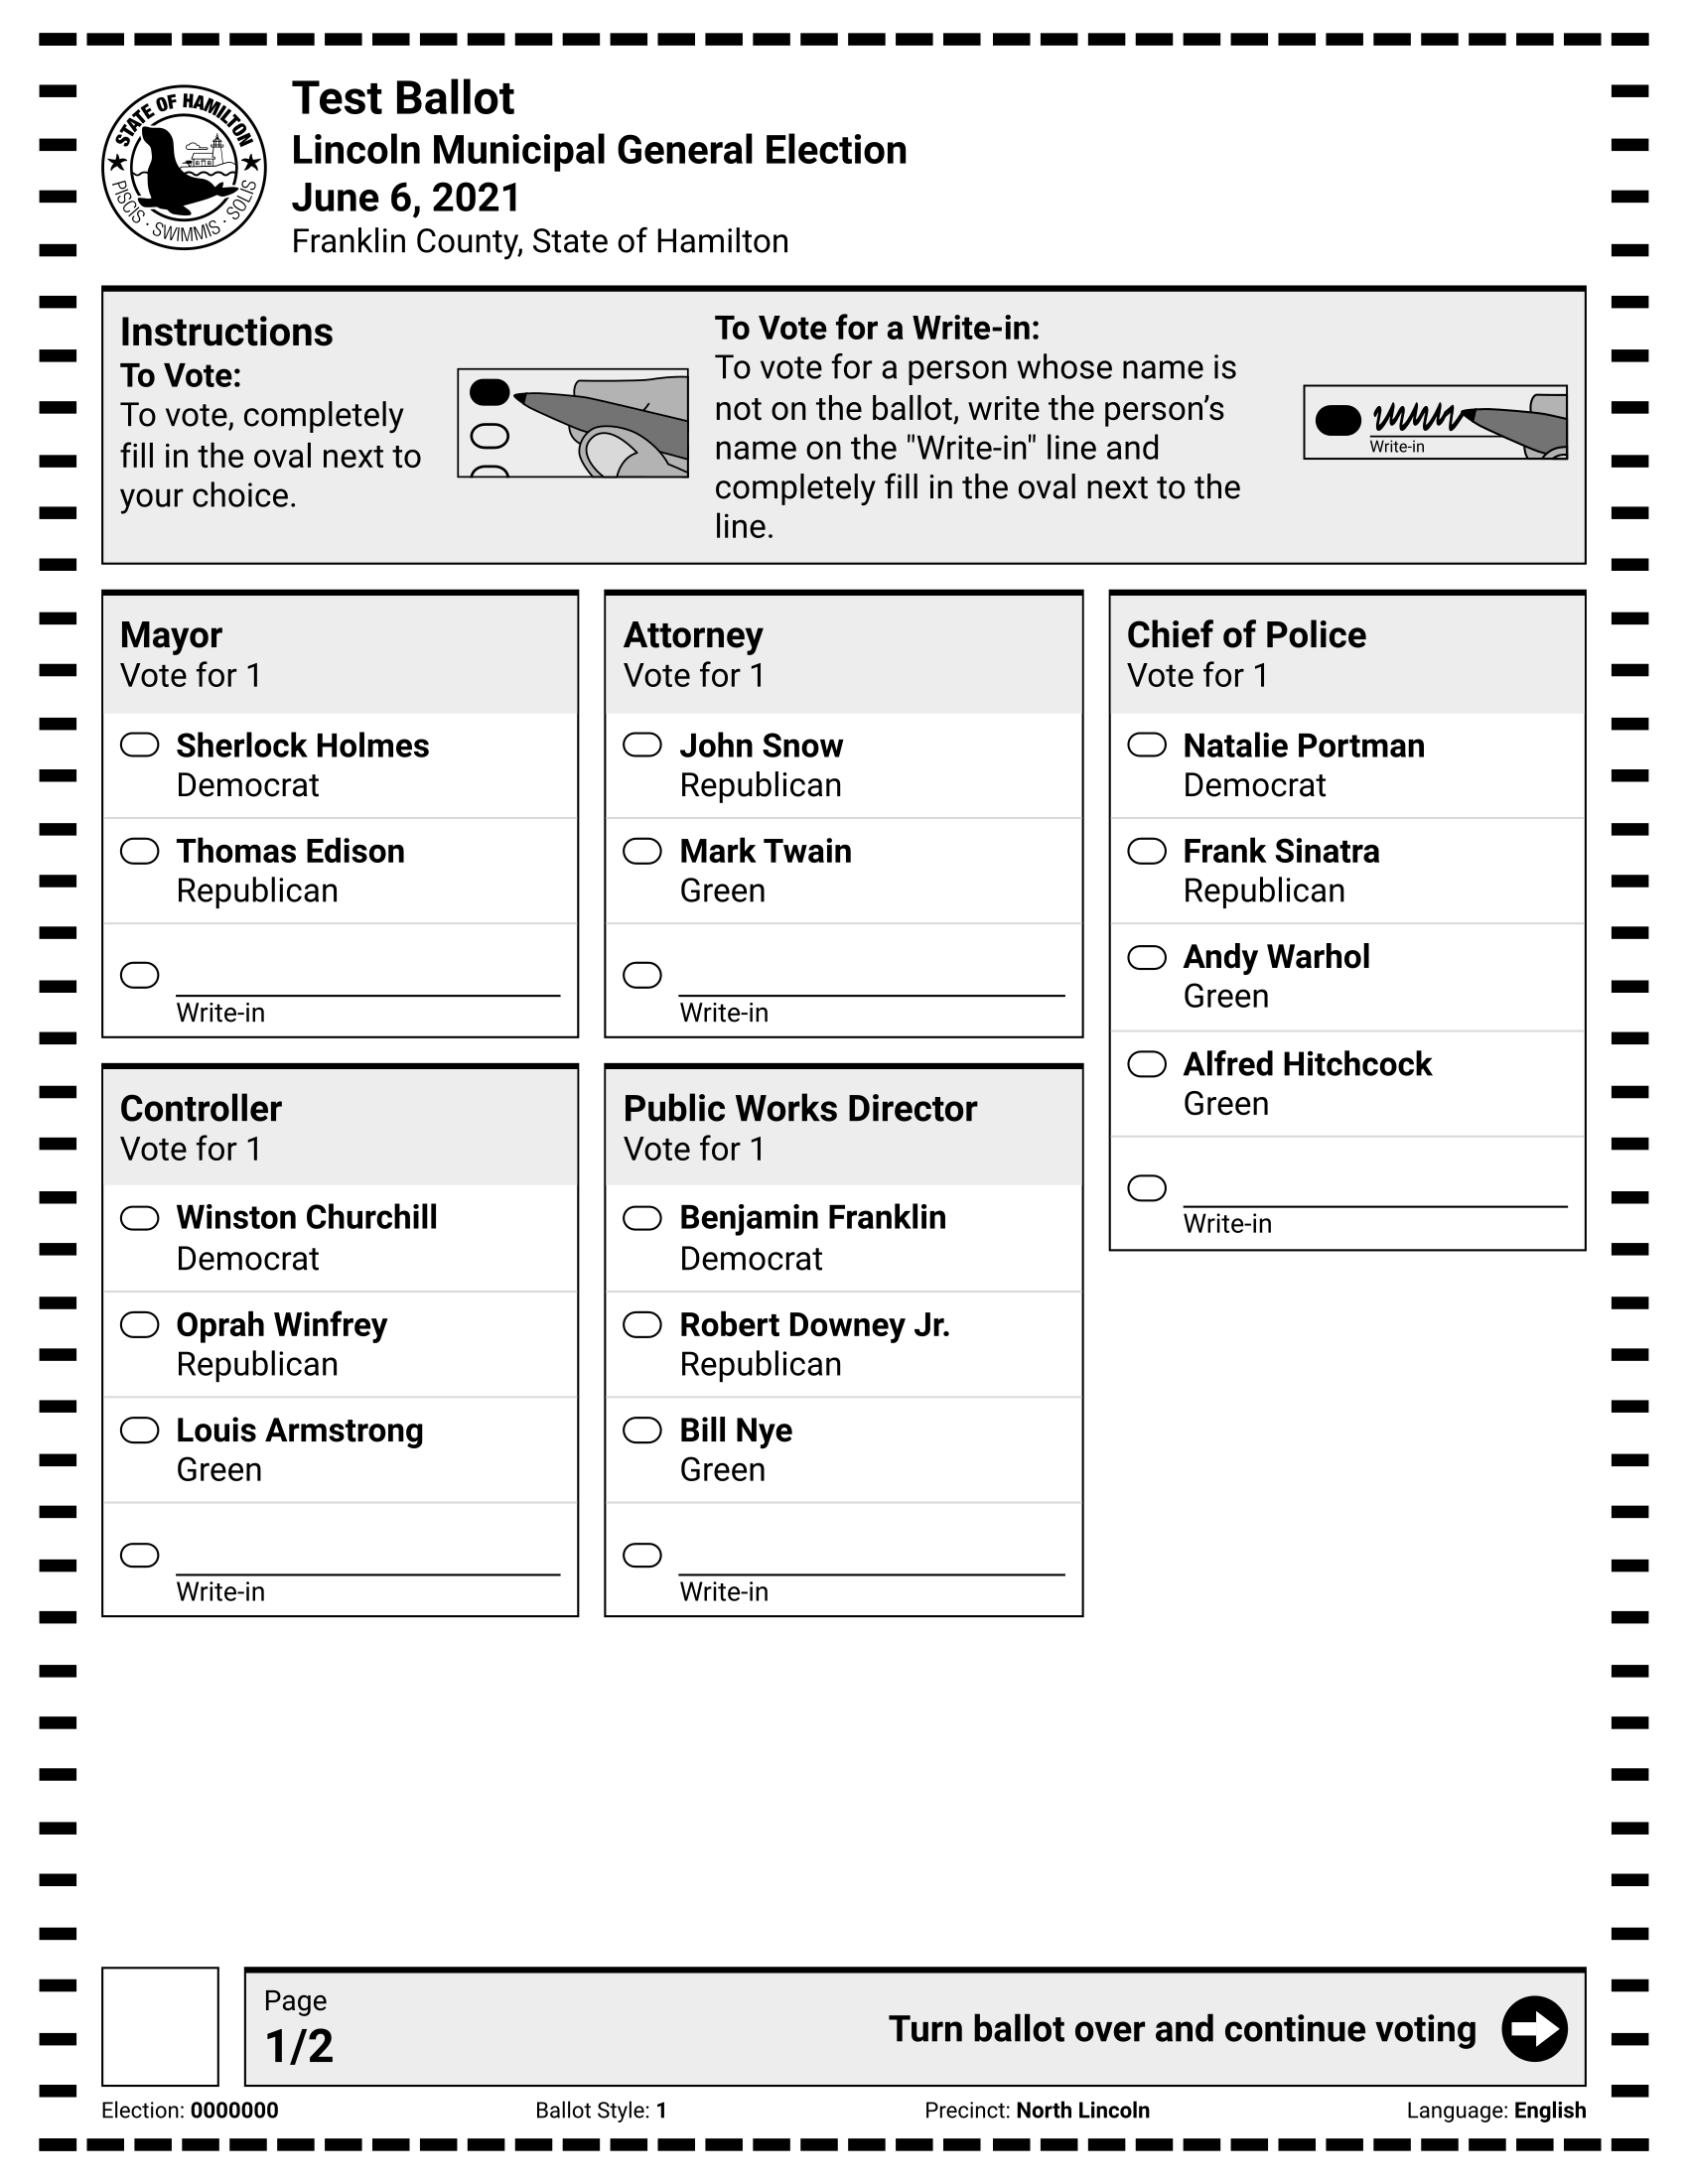 STATE OF HAMILTON
PISCIS · SWIMMIS · SOLIS
Test Ballot
Lincoln Municipal General Election
June 6, 2021
Franklin County, State of Hamilton
Instructions
To Vote:
To vote, completely
fill in the oval next to
your choice.
To Vote for a Write-in:
To vote for a person whose name is
not on the ballot, write the person’s
name on the "Write-in" line and
completely fill in the oval next to the
line.
Write-in
Mayor
Vote for 1
Sherlock Holmes
Democrat
Thomas Edison
Republican
Write-in
Controller
Vote for 1
Winston Churchill
Democrat
Oprah Winfrey
Republican
Louis Armstrong
Green
Write-in
Attorney
Vote for 1
John Snow
Republican
Mark Twain
Green
Write-in
Public Works Director
Vote for 1
Benjamin Franklin
Democrat
Robert Downey Jr.
Republican
Bill Nye
Green
Write-in
Chief of Police
Vote for 1
Natalie Portman
Democrat
Frank Sinatra
Republican
Andy Warhol
Green
Alfred Hitchcock
Green
Write-in
Page
1/2
Turn ballot over and continue voting
Election: 0000000
Ballot Style: 1
Precinct: North Lincoln
Language: English